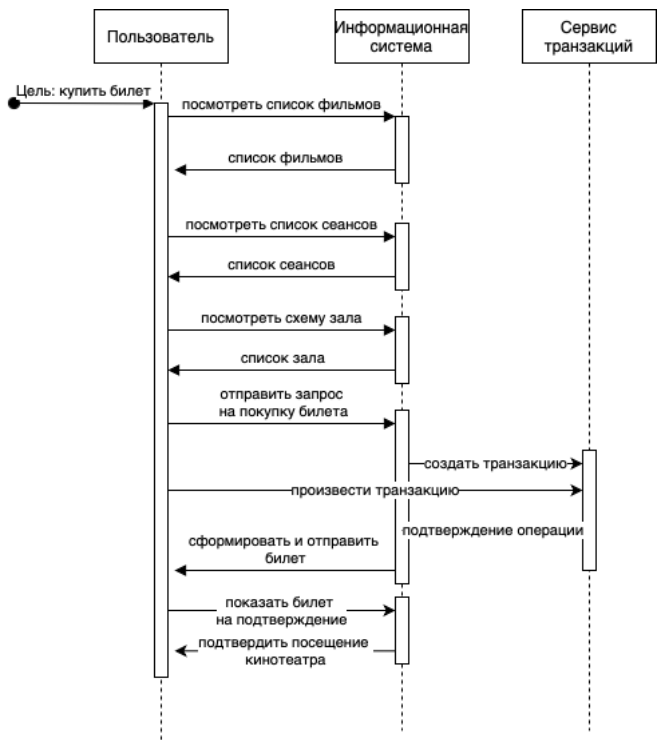 Пользователь
Информационная
система
Сервис
транзакций
Цель: купить билет
посмотреть список фильмов
список фильмов
посмотреть список сеансов
список сеансов
посмотреть схему зала
список зала
отправить запрос
на покупку билета
создать транзакцию
произвести транзакцию
подтверждение операции
сформировать и отправить
билет
показать билет
на подтверждение
подтвердить посещение
кинотеатра